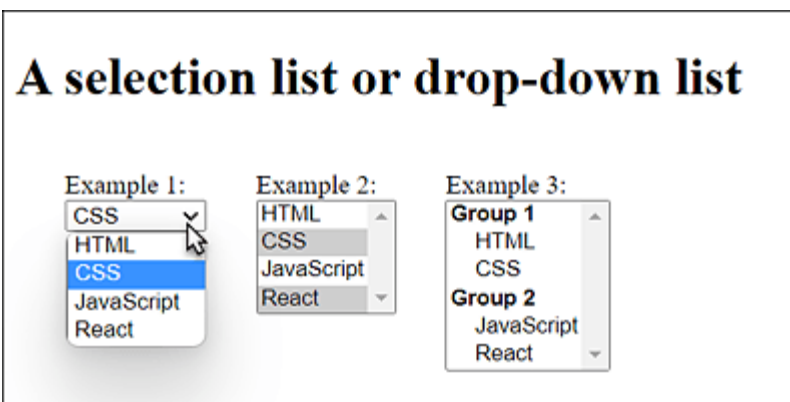 A selection list or drop-down list
Example 1:
CSS
HTML
CSS
JavaScript
React
Example 2:
HTML
CSS
JavaScript
React
Example 3:
Group 1
HTML
CSS
Group 2
JavaScript
React